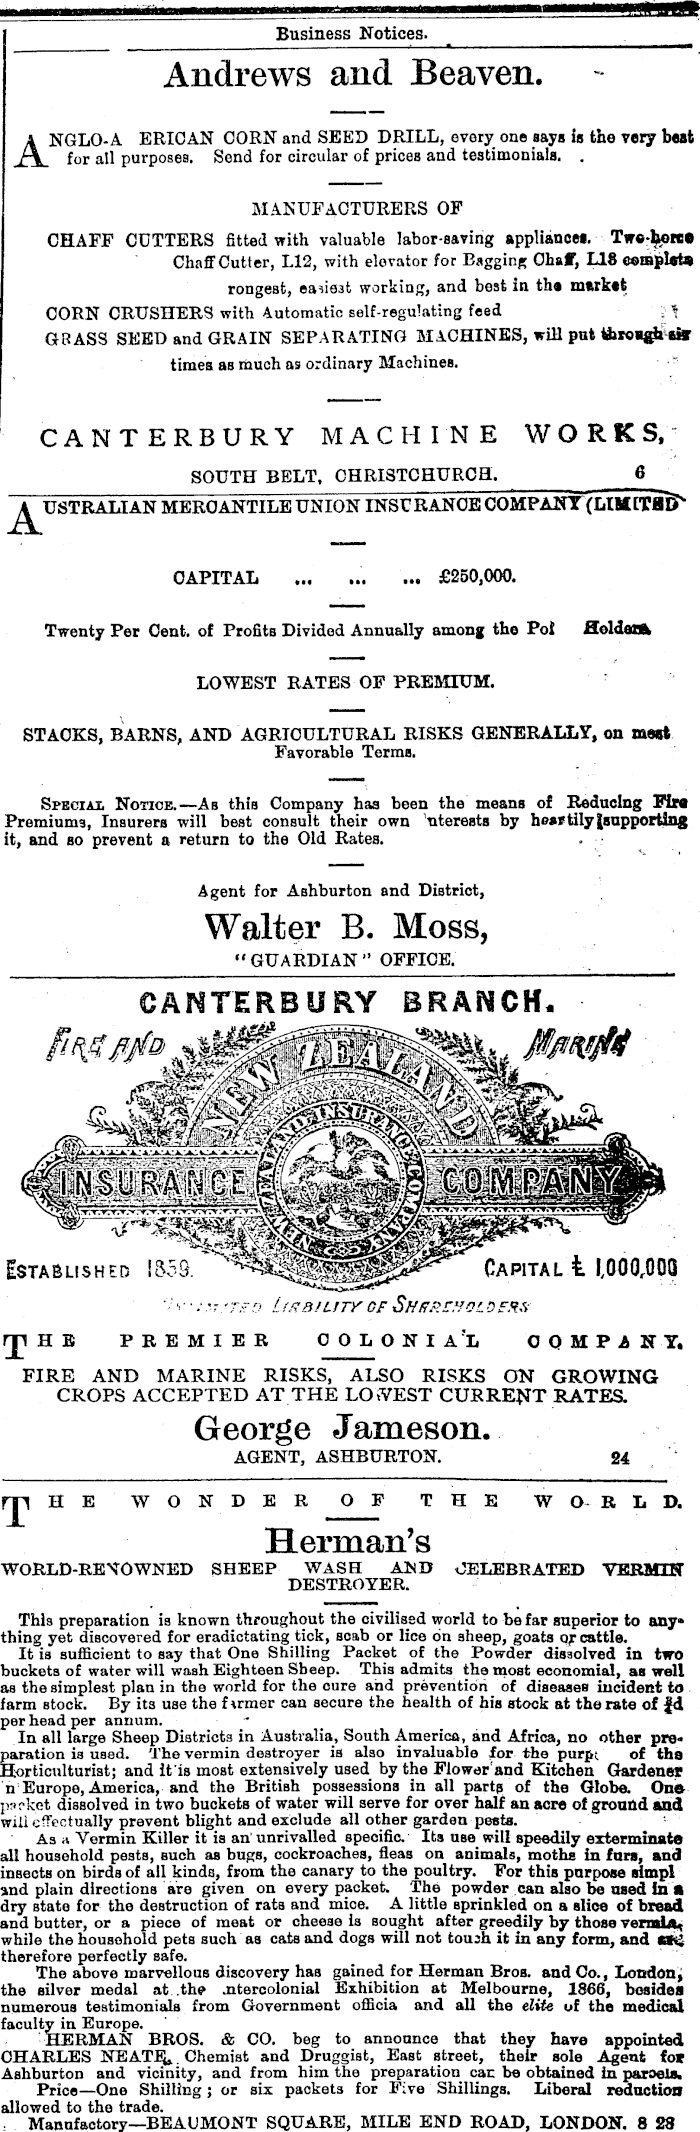 Business Notices.
Andrews and Beaven.
ANGLO-A ERICAN CORN and SEED DRILL, every one says is the very best
for all purposes. Send for circular of prices and testimonials.
MANUFACTURERS OF
CHAFF CUTTERS fitted with valuable labor-saving appliances. Two-horse
Chaff Cutter, L12, with elevator for Bagging Chaff, L18 complete
rongest, easiest working, and best in the market
CORN CRUSHERS with Automatic self-regulating feed
GRASS SEED and GRAIN SEPARATING MACHINES, will put through six
times as much as ordinary Machines.
CANTERBURY MACHINE WORKS,
SOUTH BELT, CHRISTCHURCH. 6
AUSTRALIAN MERCANTILE UNION INSURANCE COMPANY (LIMITED
CAPITAL ... ... ... £250,000.
Twenty Per Cent. of Profits Divided Annually among the Pol Holders
LOWEST RATES OF PREMIUM.
STACKS, BARNS, AND AGRICULTURAL RISKS GENERALLY, on most
Favorable Terms.
SPECIAL NOTICE.—As this Company has been the means of Reducing Fire
Premiums, Insurers will best consult their own nterests by heartily supporting
it, and so prevent a return to the Old Rates.
Agent for Ashburton and District,
Walter B. Moss,
"GUARDIAN" OFFICE.
CANTERBURY BRANCH.
FIRE AND MARINE
NEW ZEALAND
NEW ZEALAND INSURANCE COMPANY
INSURANCE COMPANY
ESTABLISHED 1859. CAPITAL £ 1,000,000
UNLIMITED LIABILITY OF SHAREHOLDERS
THE PREMIER COLONIAL COMPANY.
FIRE AND MARINE RISKS, ALSO RISKS ON GROWING
CROPS ACCEPTED AT THE LOWEST CURRENT RATES.
George Jameson.
AGENT, ASHBURTON. 24
THE WONDER OF THE WORLD.
Herman's
WORLD-RENOWNED SHEEP WASH AND CELEBRATED VERMIN
DESTROYER.
This preparation is known throughout the civilised world to be far superior to any-
thing yet discovered for eradictating tick, scab or lice on sheep, goats or cattle.
It is sufficient to say that One Shilling Packet of the Powder dissolved in two
buckets of water will wash Eighteen Sheep. This admits the most economial, as well
as the simplest plan in the world for the cure and prevention of diseases incident to
farm stock. By its use the farmer can secure the health of his stock at the rate of ¾d
per head per annum.
In all large Sheep Districts in Australia, South America, and Africa, no other pre-
paration is used. The vermin destroyer is also invaluable for the purp of the
Horticulturist; and it is most extensively used by the Flower and Kitchen Gardener
n Europe, America, and the British possessions in all parts of the Globe. One
packet dissolved in two buckets of water will serve for over half an acre of ground and
will effectually prevent blight and exclude all other garden pests.
As a Vermin Killer it is an unrivalled specific. Its use will speedily exterminate
all household pests, such as bugs, cockroaches, fleas on animals, moths in furs, and
insects on birds of all kinds, from the canary to the poultry. For this purpose simpl
and plain directions are given on every packet. The powder can also be used in a
dry state for the destruction of rats and mice. A little sprinkled on a slice of bread
and butter, or a piece of meat or cheese is sought after greedily by those vermin,
while the household pets such as cats and dogs will not touch it in any form, and are
therefore perfectly safe.
The above marvellous discovery has gained for Herman Bros. and Co., London,
the silver medal at the ntercolonial Exhibition at Melbourne, 1866, besides
numerous testimonials from Government officia and all the elite of the medical
faculty in Europe.
HERMAN BROS. & CO. beg to announce that they have appointed
CHARLES NEATE, Chemist and Druggist, East street, their sole Agent for
Ashburton and vicinity, and from him the preparation can be obtained in parcels.
Price—One Shilling; or six packets for Five Shillings. Liberal reduction
allowed to the trade.
Manufactory—BEAUMONT SQUARE, MILE END ROAD, LONDON. 8 23